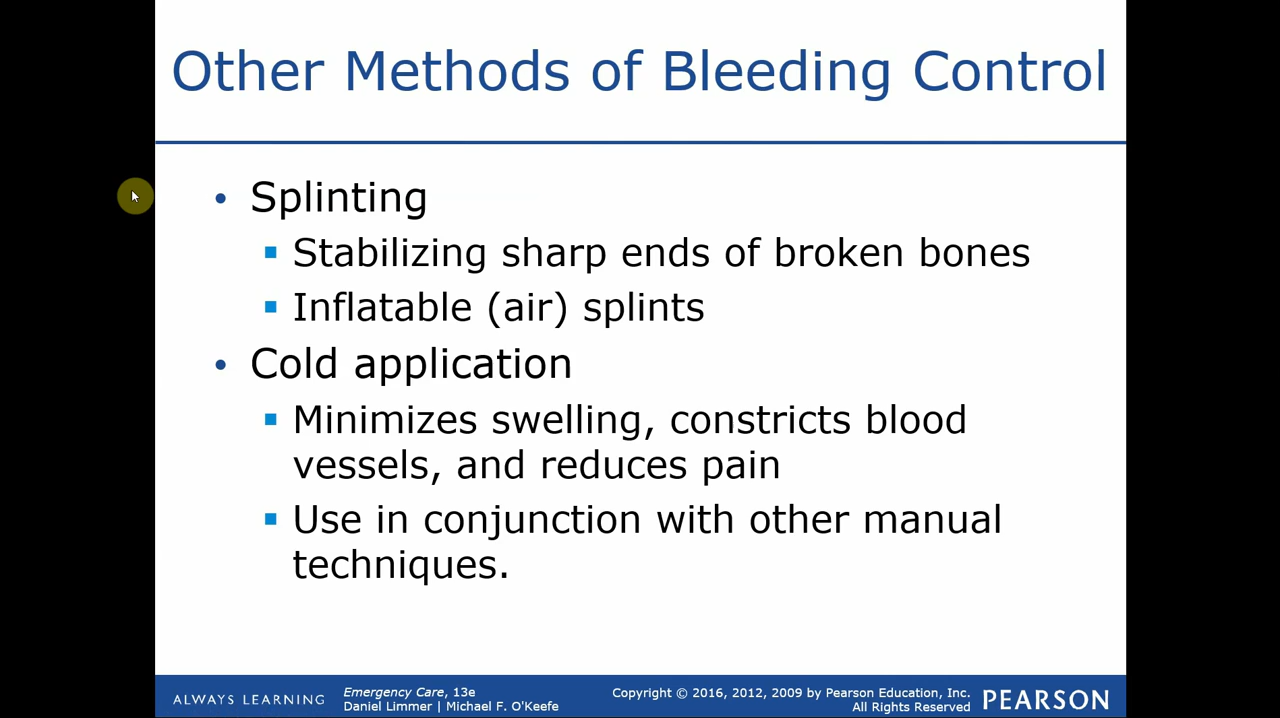 Other Methods of Bleeding Control
• Splinting
▪ Stabilizing sharp ends of broken bones
▪ Inflatable (air) splints
• Cold application
▪ Minimizes swelling, constricts blood
vessels, and reduces pain
▪ Use in conjunction with other manual
techniques.
ALWAYS LEARNING
Emergency Care, 13e
Daniel Limmer | Michael F. O'Keefe
Copyright © 2016, 2012, 2009 by Pearson Education, Inc.
All Rights Reserved
PEARSON